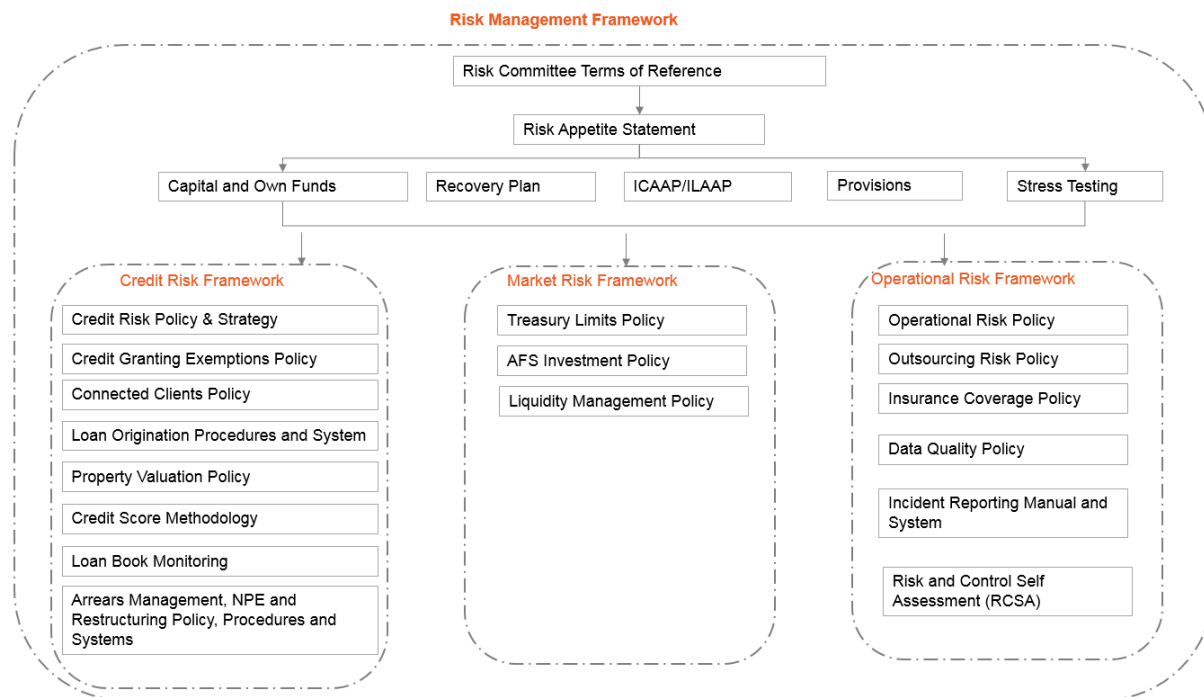 Risk Management Framework
Risk Committee Terms of Reference
Risk Appetite Statement
Capital and Own Funds
Recovery Plan
ICAAP/ILAAP
Provisions
Stress Testing
Credit Risk Framework
Credit Risk Policy & Strategy
Credit Granting Exemptions Policy
Connected Clients Policy
Loan Origination Procedures and System
Property Valuation Policy
Credit Score Methodology
Loan Book Monitoring
Arrears Management, NPE and
Restructuring Policy, Procedures and
Systems
Market Risk Framework
Treasury Limits Policy
AFS Investment Policy
Liquidity Management Policy
Operational Risk Framework
Operational Risk Policy
Outsourcing Risk Policy
Insurance Coverage Policy
Data Quality Policy
Incident Reporting Manual and
System
Risk and Control Self
Assessment (RCSA)